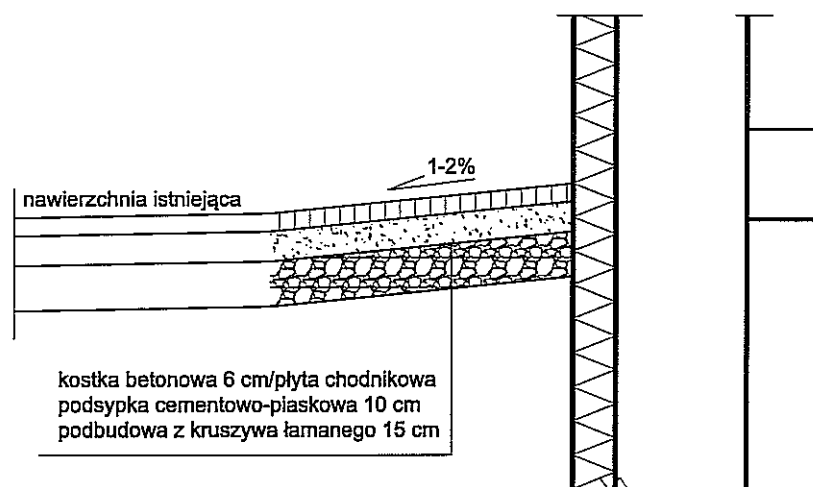 1-2%
nawierzchnia istniejąca
kostka betonowa 6 cm/płyta chodnikowa
podsypka cementowo-piaskowa 10 cm
podbudowa z kruszywa łamanego 15 cm